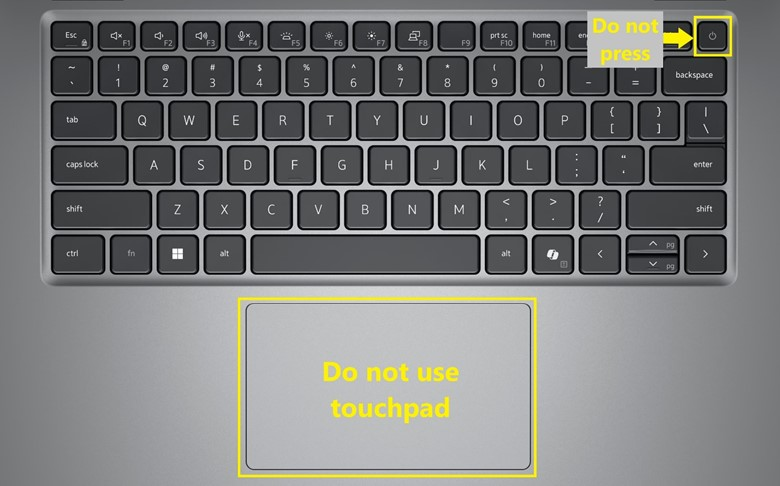 Esc F1 F2 F3 F4 F5 F6 F7 F8 F9 prt sc F10 home F11
Do not
press
~ ` ! 1 @ 2 # 3 $ 4 % 5 ^ 6 & 7 * 8 ( 9 ) 0 - = backspace
tab Q W E R T Y U I O P { [ } ] | \
caps lock A S D F G H J K L : ; " ' enter
shift Z X C V B N M < , > . ? / shift
ctrl fn alt alt < ^ pg v pg >
Do not use
touchpad